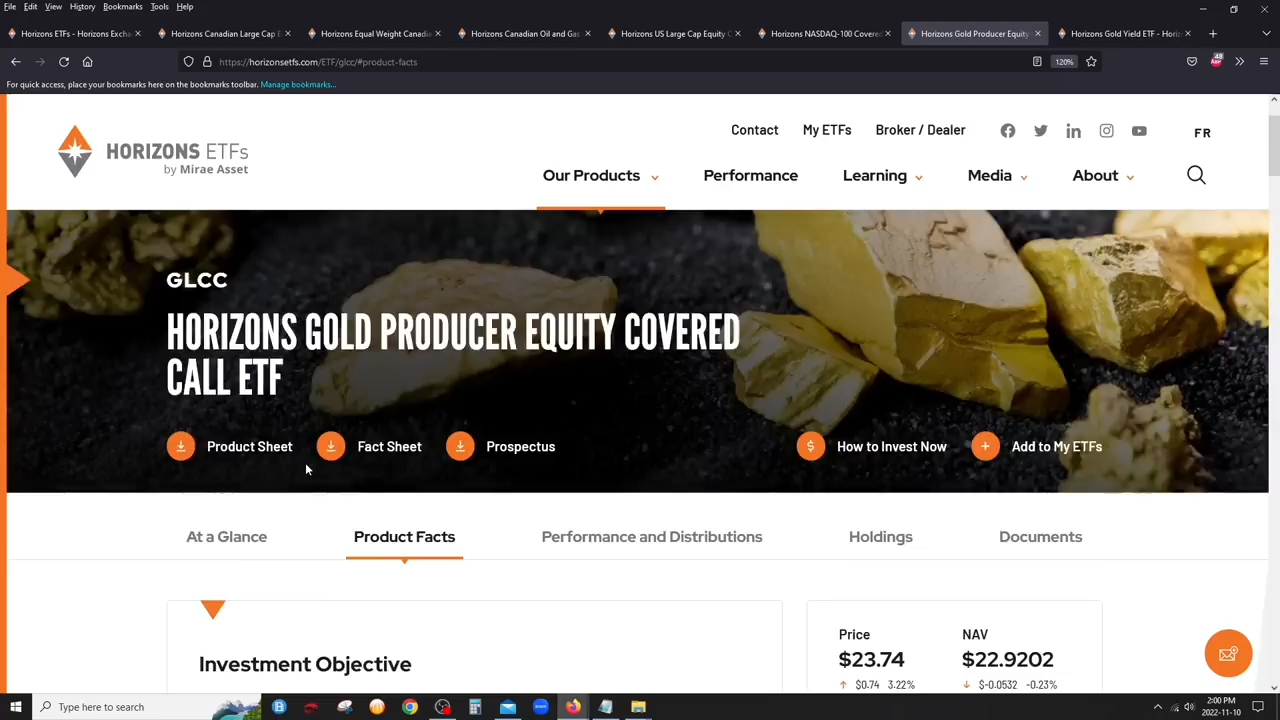 File Edit View History Bookmarks Tools Help
Horizons ETFs - Horizons Excha
Horizons Canadian Large Cap E
Horizons Equal Weight Canadia
Horizons Canadian Oil and Gas
Horizons US Large Cap Equity C
Horizons NASDAQ-100 Covered
Horizons Gold Producer Equity
Horizons Gold Yield ETF - Horiz
https://horizonsetfs.com/ETF/glcc/#product-facts
120%
48
For quick access, place your bookmarks here on the bookmarks toolbar. Manage bookmarks...
Contact My ETFs Broker / Dealer FR
HORIZONS ETFs
by Mirae Asset
Our Products Performance Learning Media About
GLCC
HORIZONS GOLD PRODUCER EQUITY COVERED
CALL ETF
Product Sheet Fact Sheet Prospectus How to Invest Now Add to My ETFs
At a Glance Product Facts Performance and Distributions Holdings Documents
Investment Objective
Price NAV
$23.74 $22.9202
$0.74 3.22% $-0.0532 -0.23%
Type here to search
2:00 PM
2022-11-10